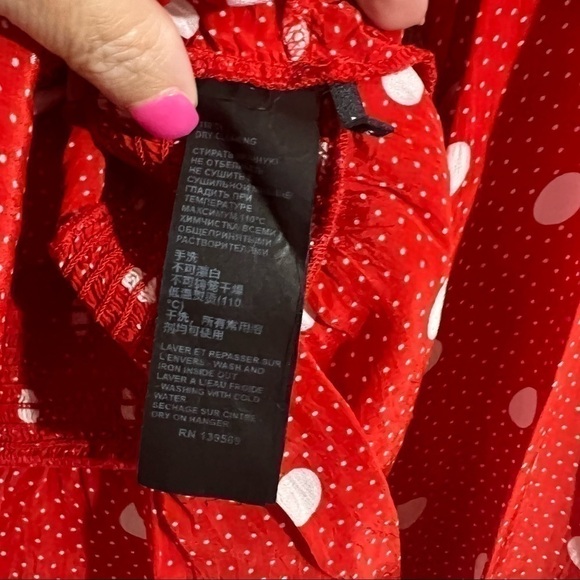 DRY CLEANING
СТИРАТЬ ВРУЧНУЮ
НЕ ОТБЕЛИВАТЬ
НЕ СУШИТЬ В
СУШИЛЬНОЙ МАШИНЕ
ГЛАДИТЬ ПРИ
ТЕМПЕРАТУРЕ
МАКСИМУМ 110°C
ХИМЧИСТКА ВСЕМИ
ОБЩЕПРИНЯТЫМИ
РАСТВОРИТЕЛЯМИ
手洗
不可漂白
不可转笼干燥
低温熨烫(110
°C)
干洗，所有常用溶
剂均可使用
LAVER ET REPASSER SUR
L'ENVERS - WASH AND
IRON INSIDE OUT
LAVER A L'EAU FROIDE
- WASHING WITH COLD
WATER
SECHAGE SUR CINTRE
DRY ON HANGER
RN 139569